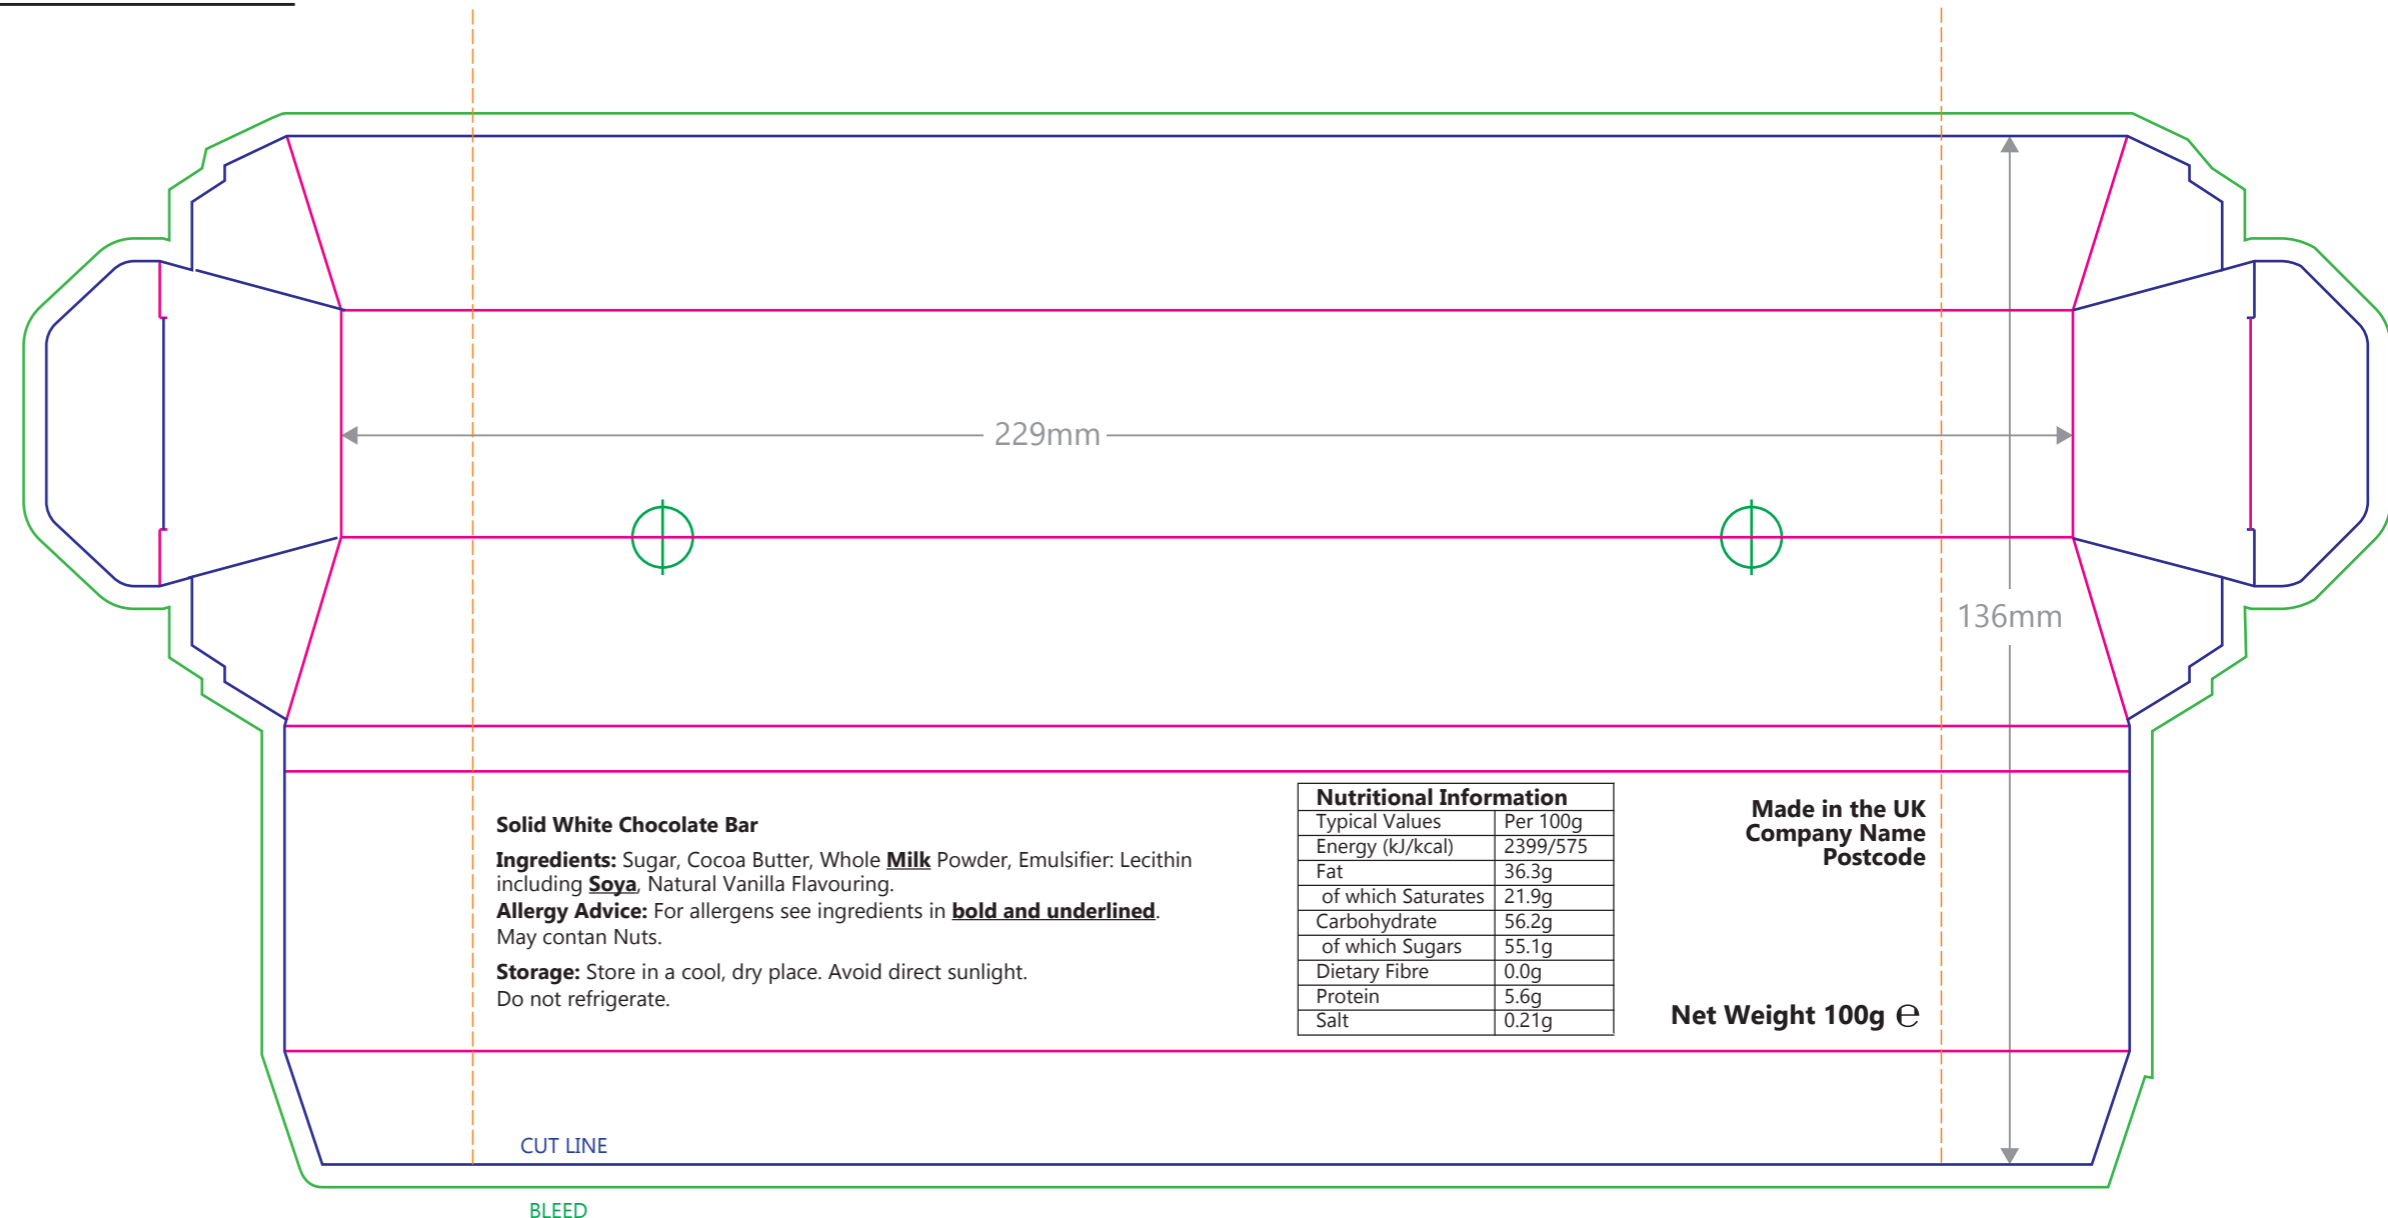 229mm
136mm
Solid White Chocolate Bar
Ingredients: Sugar, Cocoa Butter, Whole Milk Powder, Emulsifier: Lecithin
including Soya, Natural Vanilla Flavouring.
Allergy Advice: For allergens see ingredients in bold and underlined.
May contan Nuts.
Storage: Store in a cool, dry place. Avoid direct sunlight.
Do not refrigerate.
Nutritional Information
Typical Values Per 100g
Energy (kJ/kcal) 2399/575
Fat 36.3g
of which Saturates 21.9g
Carbohydrate 56.2g
of which Sugars 55.1g
Dietary Fibre 0.0g
Protein 5.6g
Salt 0.21g
Made in the UK
Company Name
Postcode
Net Weight 100g ℮
CUT LINE
BLEED